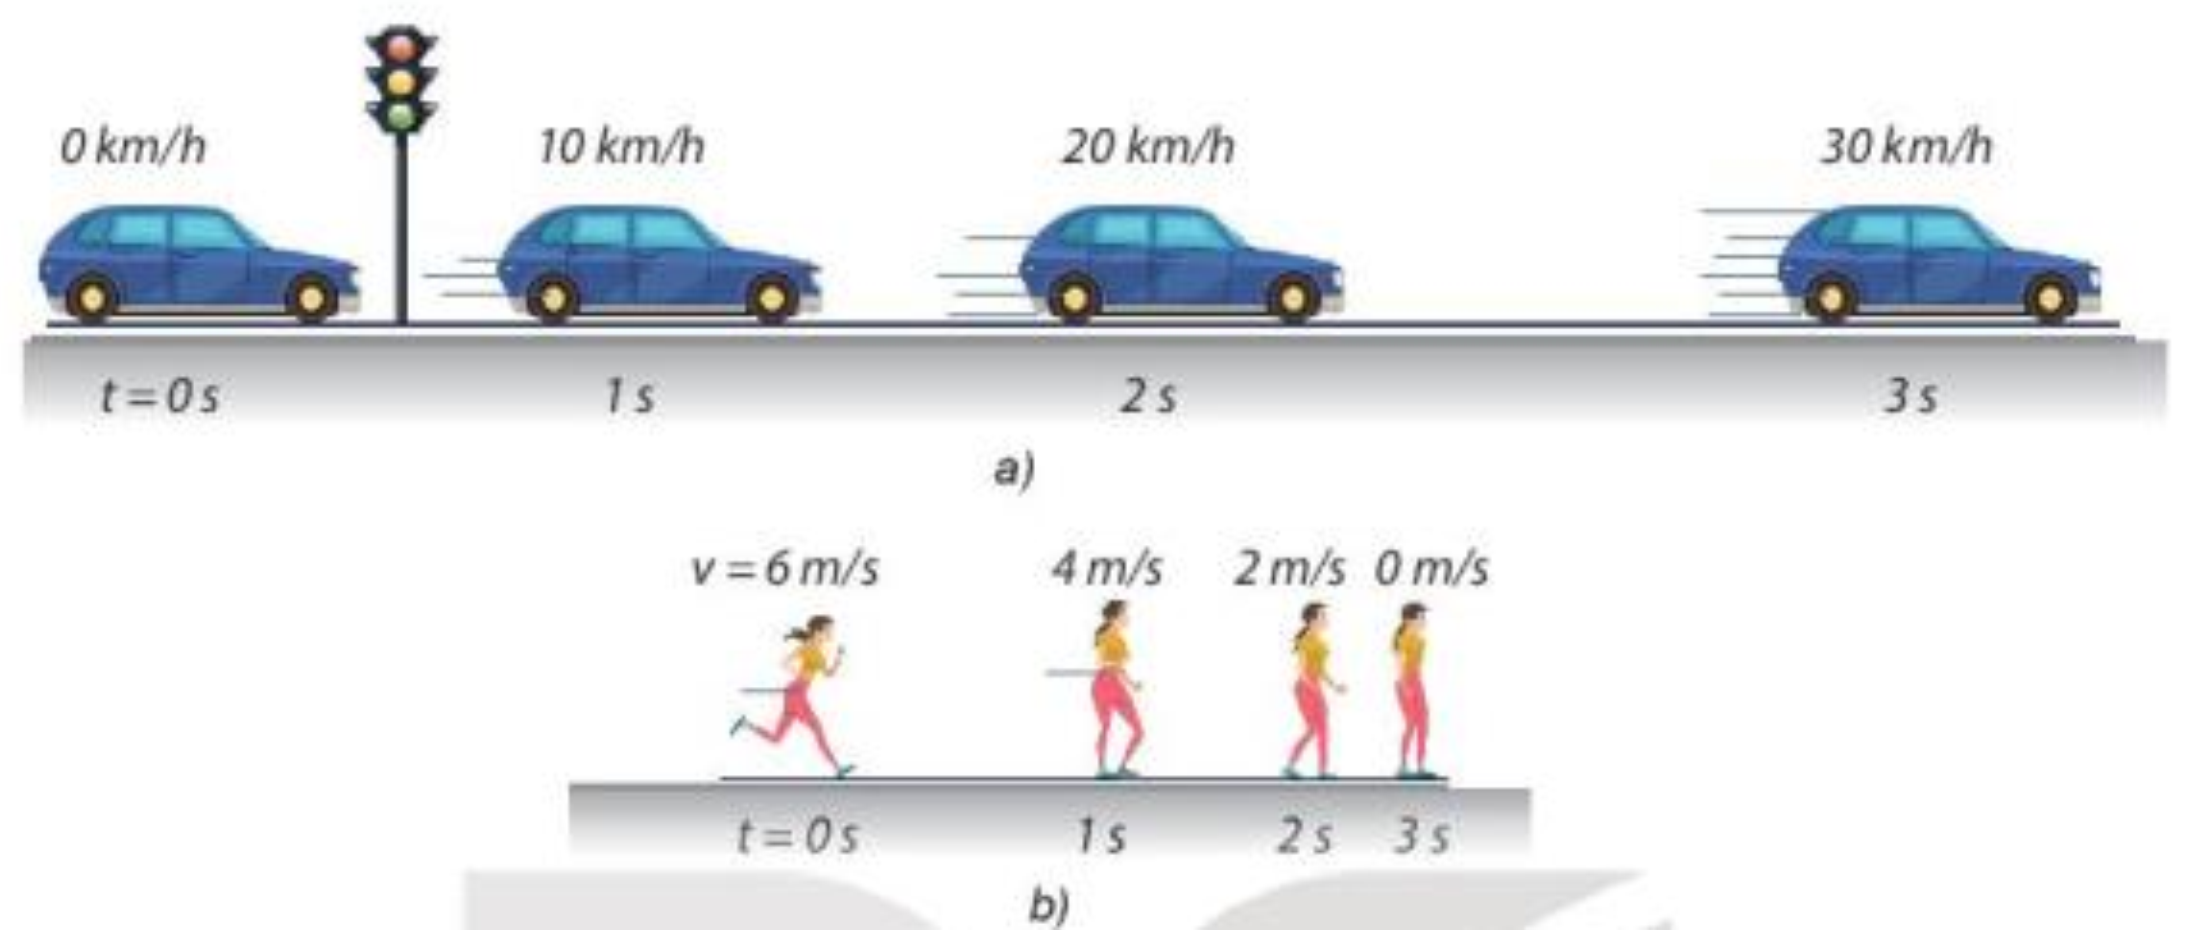 0 km/h 10 km/h 20 km/h 30 km/h
t = 0 s 1 s 2 s 3 s
a)
v = 6 m/s 4 m/s 2 m/s 0 m/s
t = 0 s 1 s 2 s 3 s
b)